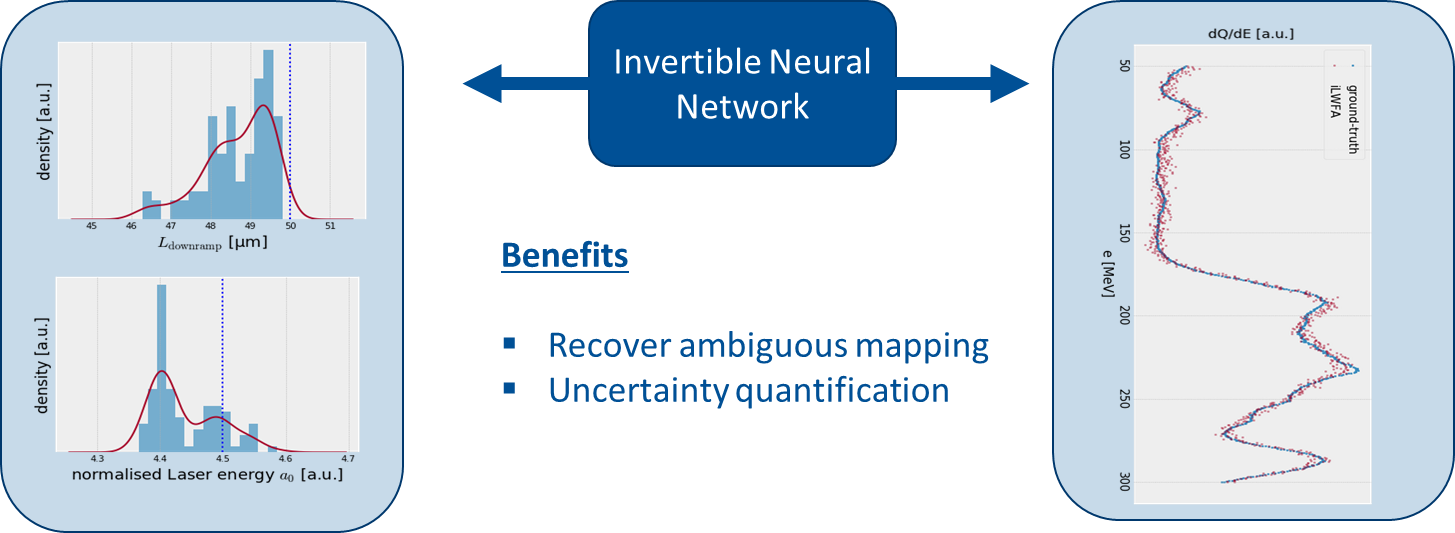 density [a.u.]
45 46 47 48 49 50 51
L_downramp [µm]
density [a.u.]
4.3 4.4 4.5 4.6 4.7
normalised Laser energy a_0 [a.u.]
Invertible Neural
Network
Benefits
▪ Recover ambiguous mapping
▪ Uncertainty quantification
dQ/dE [a.u.]
ground-truth
iLWFA
50
100
150
200
250
300
e [MeV]